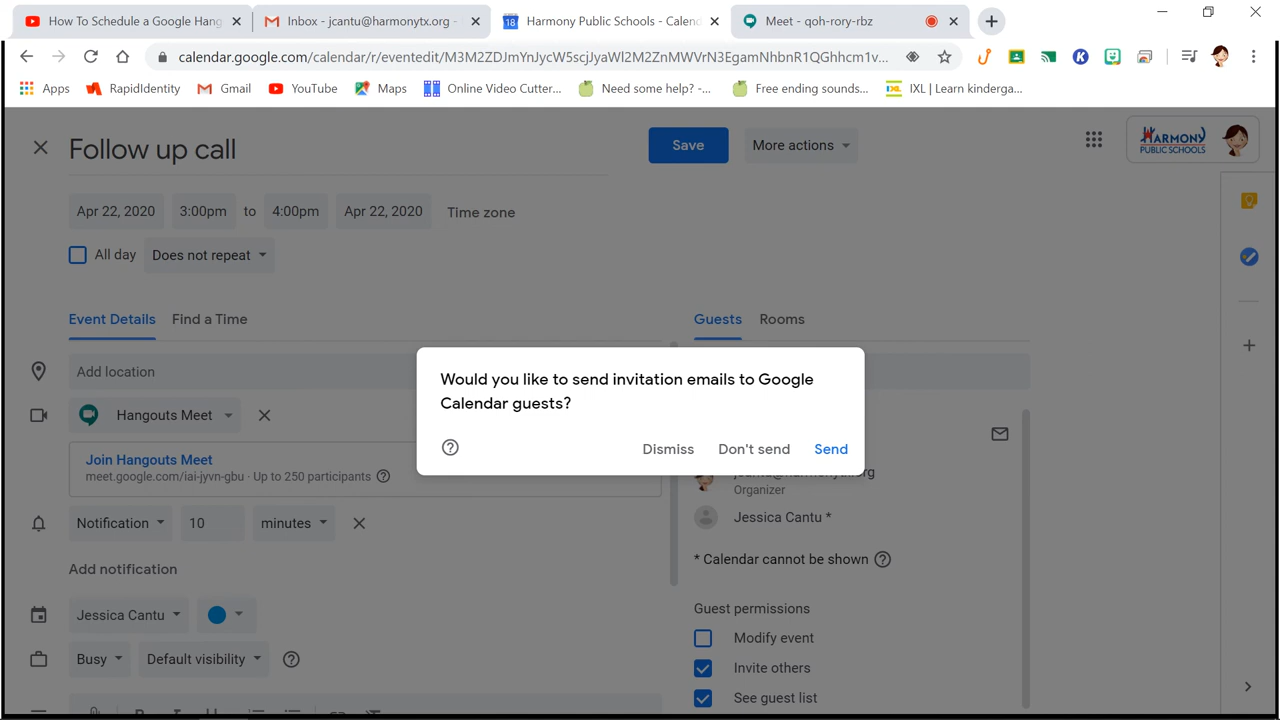 How To Schedule a Google Hang
Inbox - jcantu@harmonytx.org -
18
Harmony Public Schools - Calend
Meet - qoh-rory-rbz
calendar.google.com/calendar/r/eventedit/M3M2ZDJmYnJycW5scjJyaWl2M2ZnMWVrN3EgamNhbnR1QGhhcm1v...
Apps
RapidIdentity
Gmail
YouTube
Maps
Online Video Cutter...
Need some help? -...
Free ending sounds...
IXL | Learn kinderga...
Follow up call
Save
More actions
HARMONY
PUBLIC SCHOOLS
Apr 22, 2020
3:00pm
to
4:00pm
Apr 22, 2020
Time zone
All day
Does not repeat
Event Details
Find a Time
Guests
Rooms
Add location
Would you like to send invitation emails to Google
Calendar guests?
Dismiss
Don't send
Send
Hangouts Meet
Join Hangouts Meet
meet.google.com/iai-jyvn-gbu · Up to 250 participants
jcantu@harmonytx.org
Organizer
Jessica Cantu *
Notification
10
minutes
* Calendar cannot be shown
Add notification
Guest permissions
Jessica Cantu
Modify event
Busy
Default visibility
Invite others
See guest list